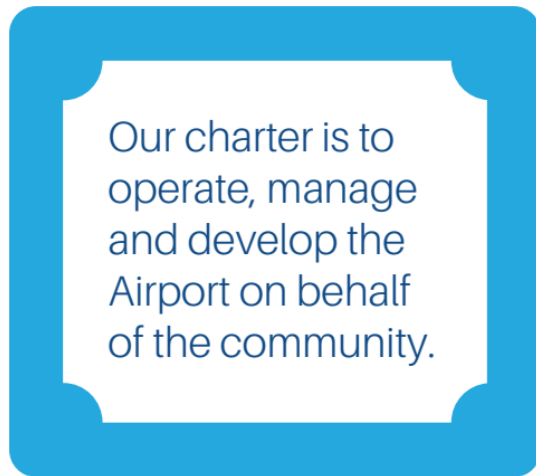 Our charter is to
operate, manage
and develop the
Airport on behalf
of the community.